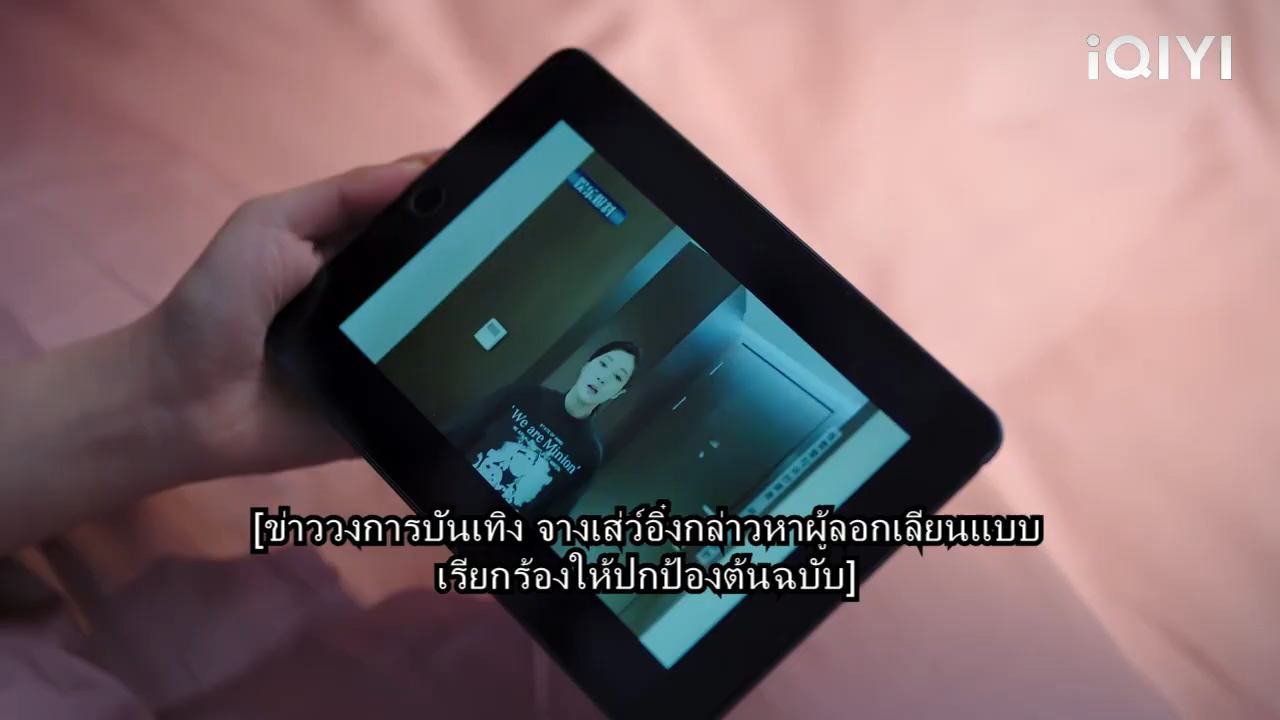 iQIYI
'We are Minion'
[ข่าววงการบันเทิง จางเส่ว์อิ๋งกล่าวหาผู้ลอกเลียนแบบ
เรียกร้องให้ปกป้องต้นฉบับ]